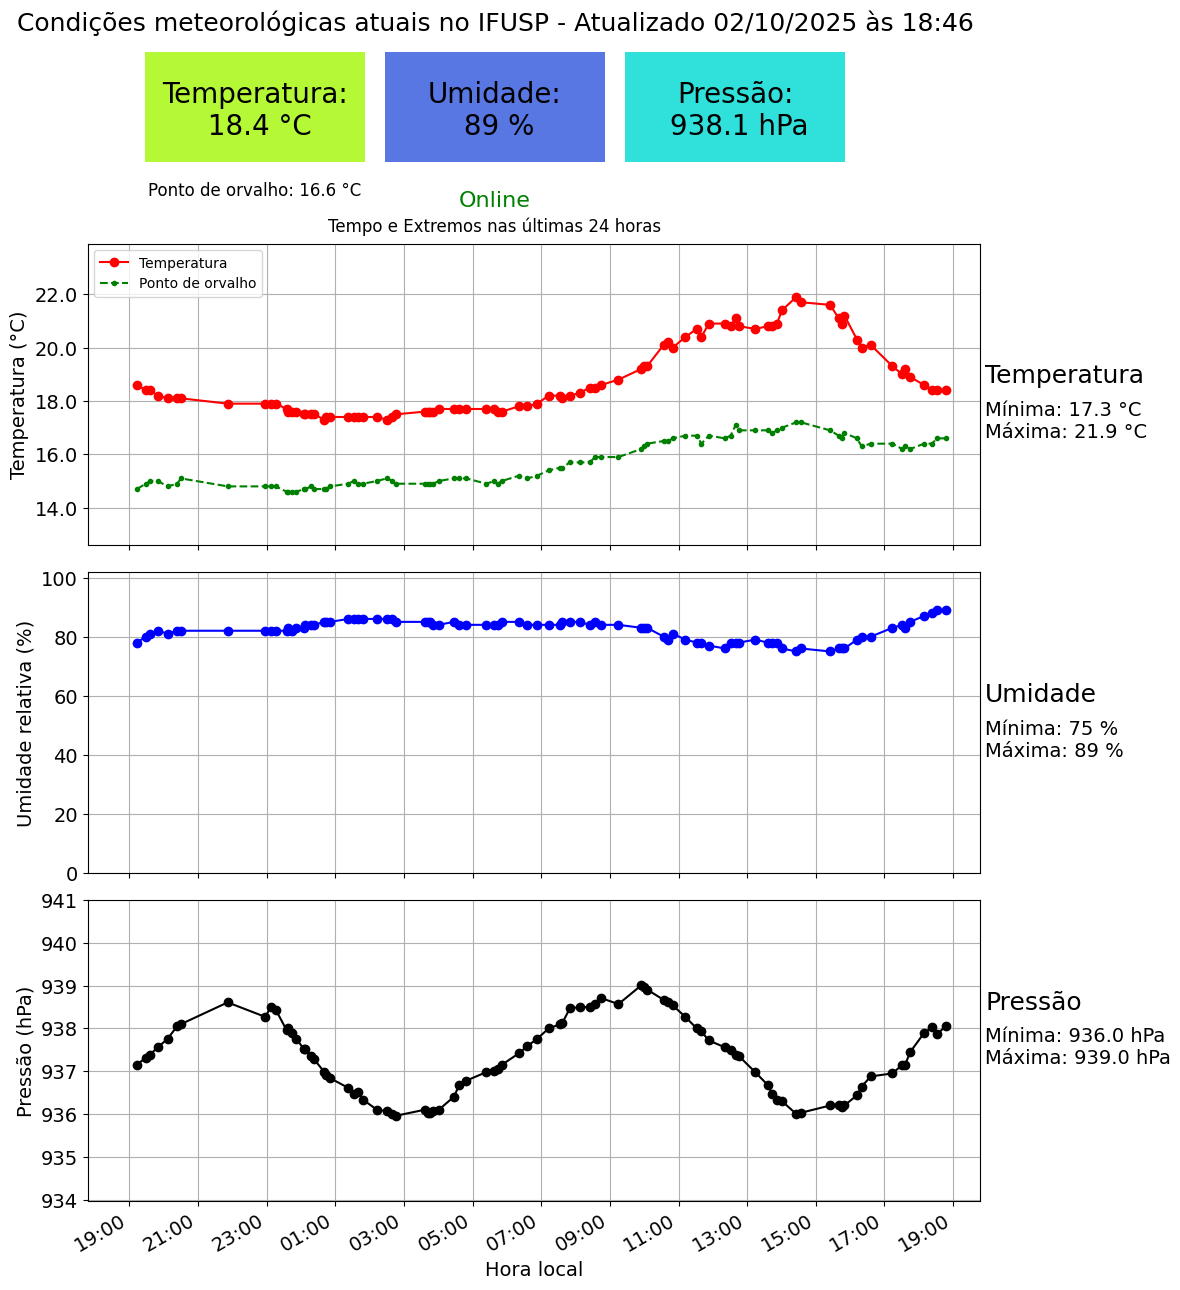 Condições meteorológicas atuais no IFUSP - Atualizado 02/10/2025 às 18:46
Temperatura:
18.4 °C
Umidade:
89 %
Pressão:
938.1 hPa
Ponto de orvalho: 16.6 °C
Online
Tempo e Extremos nas últimas 24 horas
Temperatura
Ponto de orvalho
Temperatura (°C)
22.0
20.0
18.0
16.0
14.0
Temperatura
Mínima: 17.3 °C
Máxima: 21.9 °C
Umidade relativa (%)
100
80
60
40
20
0
Umidade
Mínima: 75 %
Máxima: 89 %
Pressão (hPa)
941
940
939
938
937
936
935
934
Pressão
Mínima: 936.0 hPa
Máxima: 939.0 hPa
19:00 21:00 23:00 01:00 03:00 05:00 07:00 09:00 11:00 13:00 15:00 17:00 19:00
Hora local